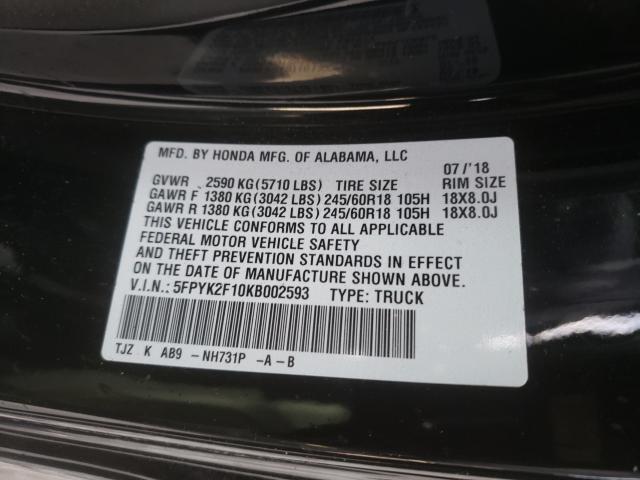 MFD. BY HONDA MFG. OF ALABAMA, LLC 07/'18
GVWR 2590 KG(5710 LBS) TIRE SIZE RIM SIZE
GAWR F 1380 KG(3042 LBS) 245/60R18 105H 18X8.0J
GAWR R 1380 KG(3042 LBS) 245/60R18 105H 18X8.0J
THIS VEHICLE CONFORMS TO ALL APPLICABLE
FEDERAL MOTOR VEHICLE SAFETY
AND THEFT PREVENTION STANDARDS IN EFFECT
ON THE DATE OF MANUFACTURE SHOWN ABOVE.
V.I.N.: 5FPYK2F10KB002593 TYPE: TRUCK
TJZ K AB9 -NH731P -A-B